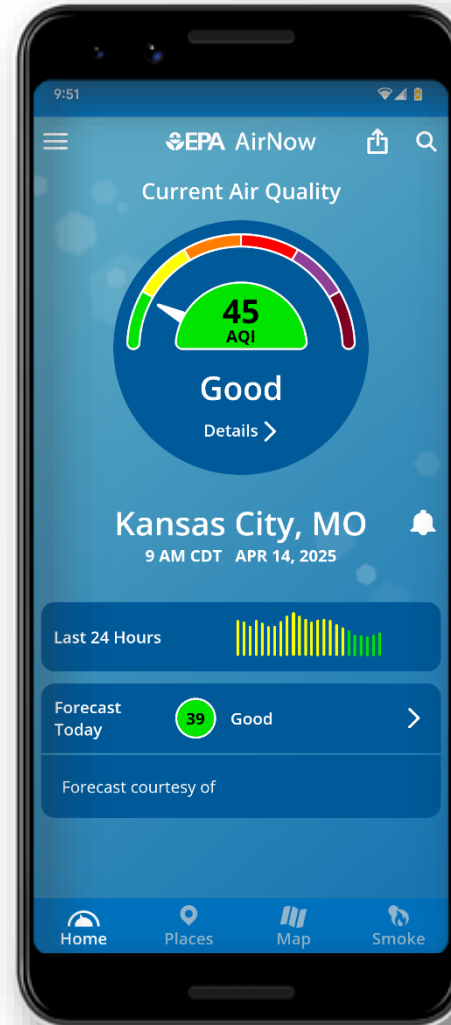 9:51
EPA AirNow
Current Air Quality
45
AQI
Good
Details
Kansas City, MO
9 AM CDT APR 14, 2025
Last 24 Hours
Forecast Today
39
Good
Forecast courtesy of
Home Places Map Smoke